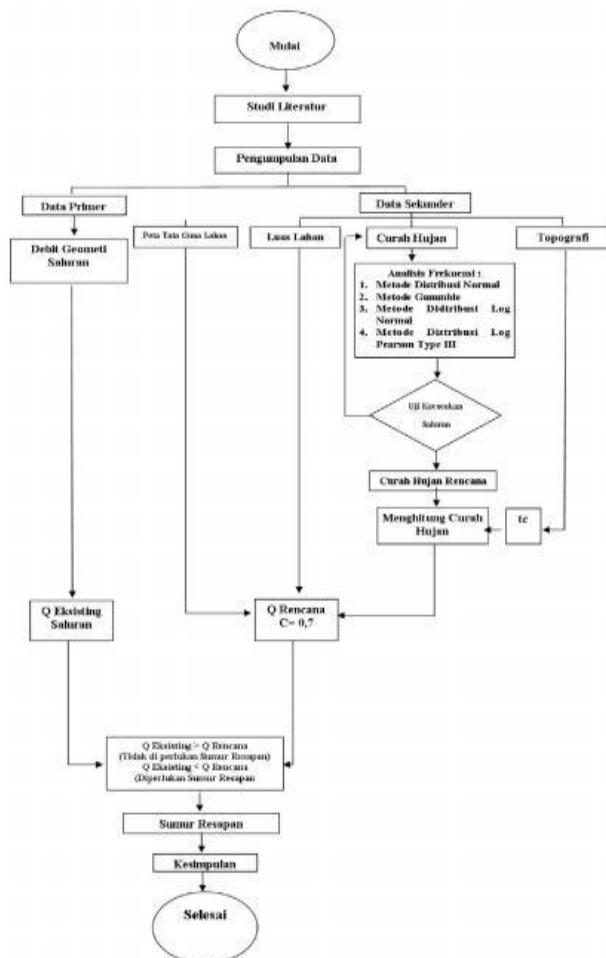 Mulai
Studi Literatur
Pengumpulan Data
Data Primer
Data Sekunder
Debit Geometi
Saluran
Peta Tata Guna Lahan
Luas Lahan
Curah Hujan
Topografi
Analisis Frekuensi :
1. Metode Distribusi Normal
2. Metode Gummble
3. Metode Didtribusi Log
Normal
4. Metode Distribusi Log
Pearson Type III
Uji Kecocokan
Saluran
Curah Hujan Rencana
Menghitung Curah
Hujan
tc
Q Eksisting
Saluran
Q Rencana
C= 0,7
Q Eksisting > Q Rencana
(Tidak di perlukan Sumur Resapan)
Q Eksisting < Q Rencana
(Diperlukan Sumur Resapan
Sumur Resapan
Kesimpulan
Selesai